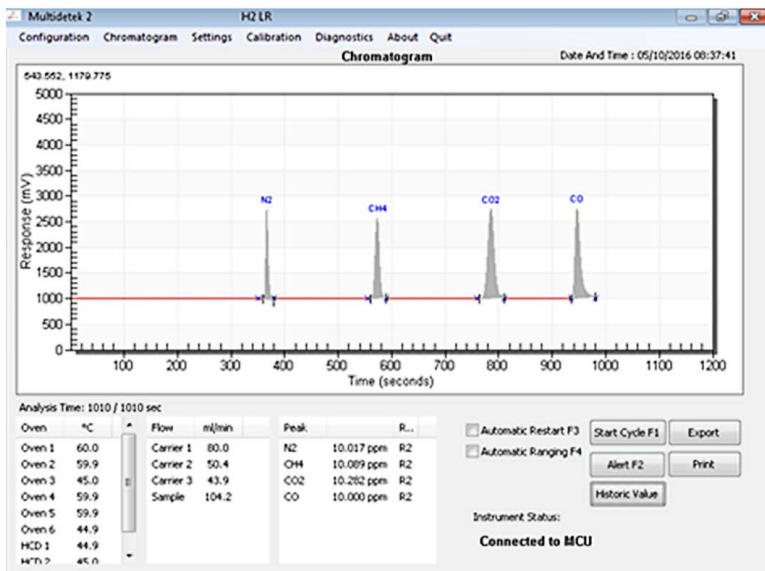 Multidetek 2 H2 LR
Configuration Chromatogram Settings Calibration Diagnostics About Quit
Chromatogram Date And Time : 05/10/2016 08:37:41
543.552, 1179.775
5000
4500
4000
3500
3000
2500
2000
1500
1000
500
0
Response (mV)
N2 CH4 CO2 CO
100 200 300 400 500 600 700 800 900 1000 1100 1200
Time (seconds)
Analysis Time: 1010 / 1010 sec
Oven °C
Oven 1 60.0
Oven 2 59.9
Oven 3 45.0
Oven 4 59.9
Oven 5 59.9
Oven 6 44.9
HCD 1 44.9
HCD 2 45.0
Flow ml/min
Carrier 1 80.0
Carrier 2 50.4
Carrier 3 43.9
Sample 104.2
Peak R...
N2 10.017 ppm R2
CH4 10.089 ppm R2
CO2 10.282 ppm R2
CO 10.000 ppm R2
Automatic Restart F3
Automatic Ranging F4
Start Cycle F1 Export
Alert F2 Print
Historic Value
Instrument Status:
Connected to MCU